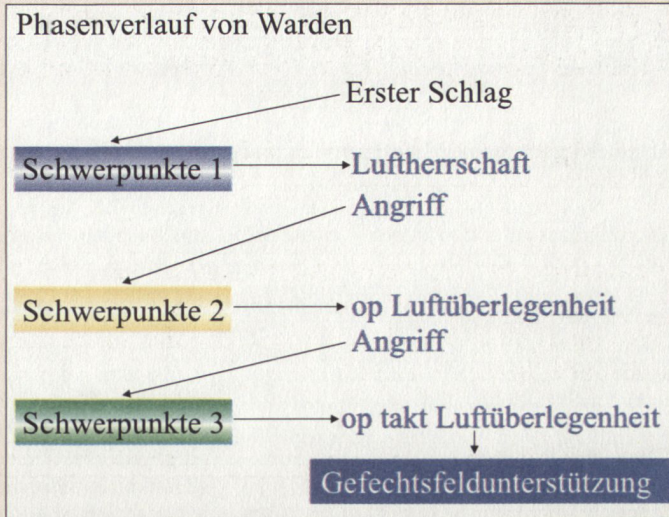 Phasenverlauf von Warden
Erster Schlag
Schwerpunkte 1
Luftherrschaft
Angriff
Schwerpunkte 2
op Luftüberlegenheit
Angriff
Schwerpunkte 3
op takt Luftüberlegenheit
Gefechtsfeldunterstützung